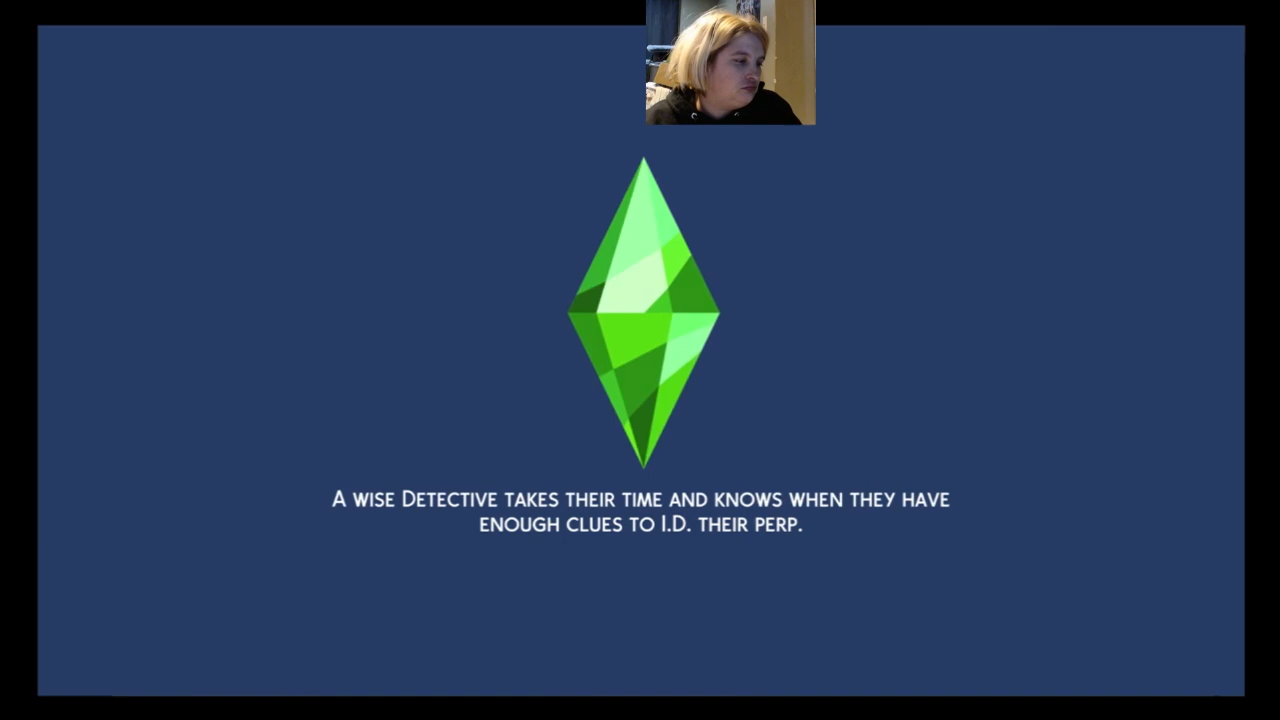 A wise Detective takes their time and knows when they have
enough clues to I.D. their perp.